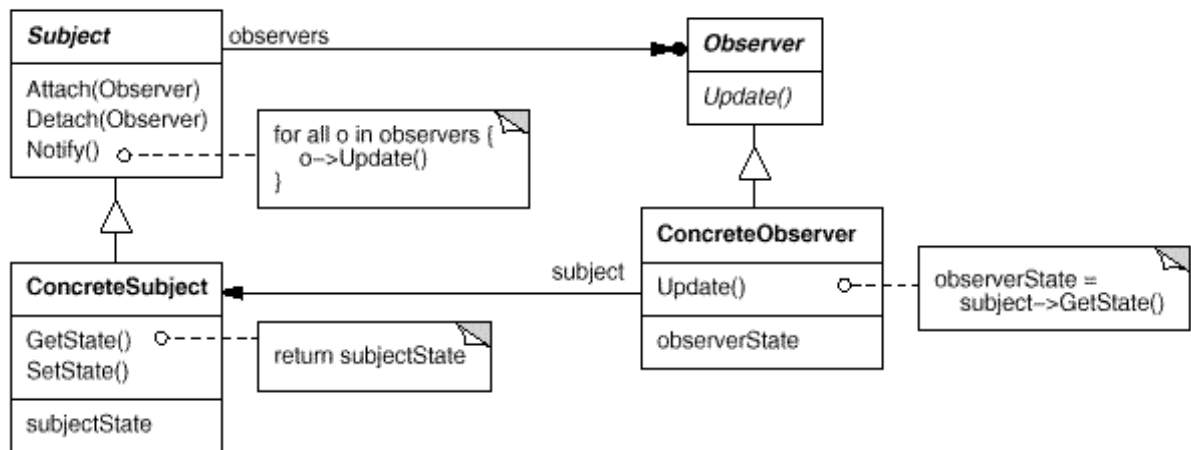 Subject
observers
Observer
Attach(Observer)
Detach(Observer)
Notify()
Update()
for all o in observers {
o->Update()
}
ConcreteObserver
Update()
observerState
observerState =
subject->GetState()
subject
ConcreteSubject
GetState()
SetState()
subjectState
return subjectState